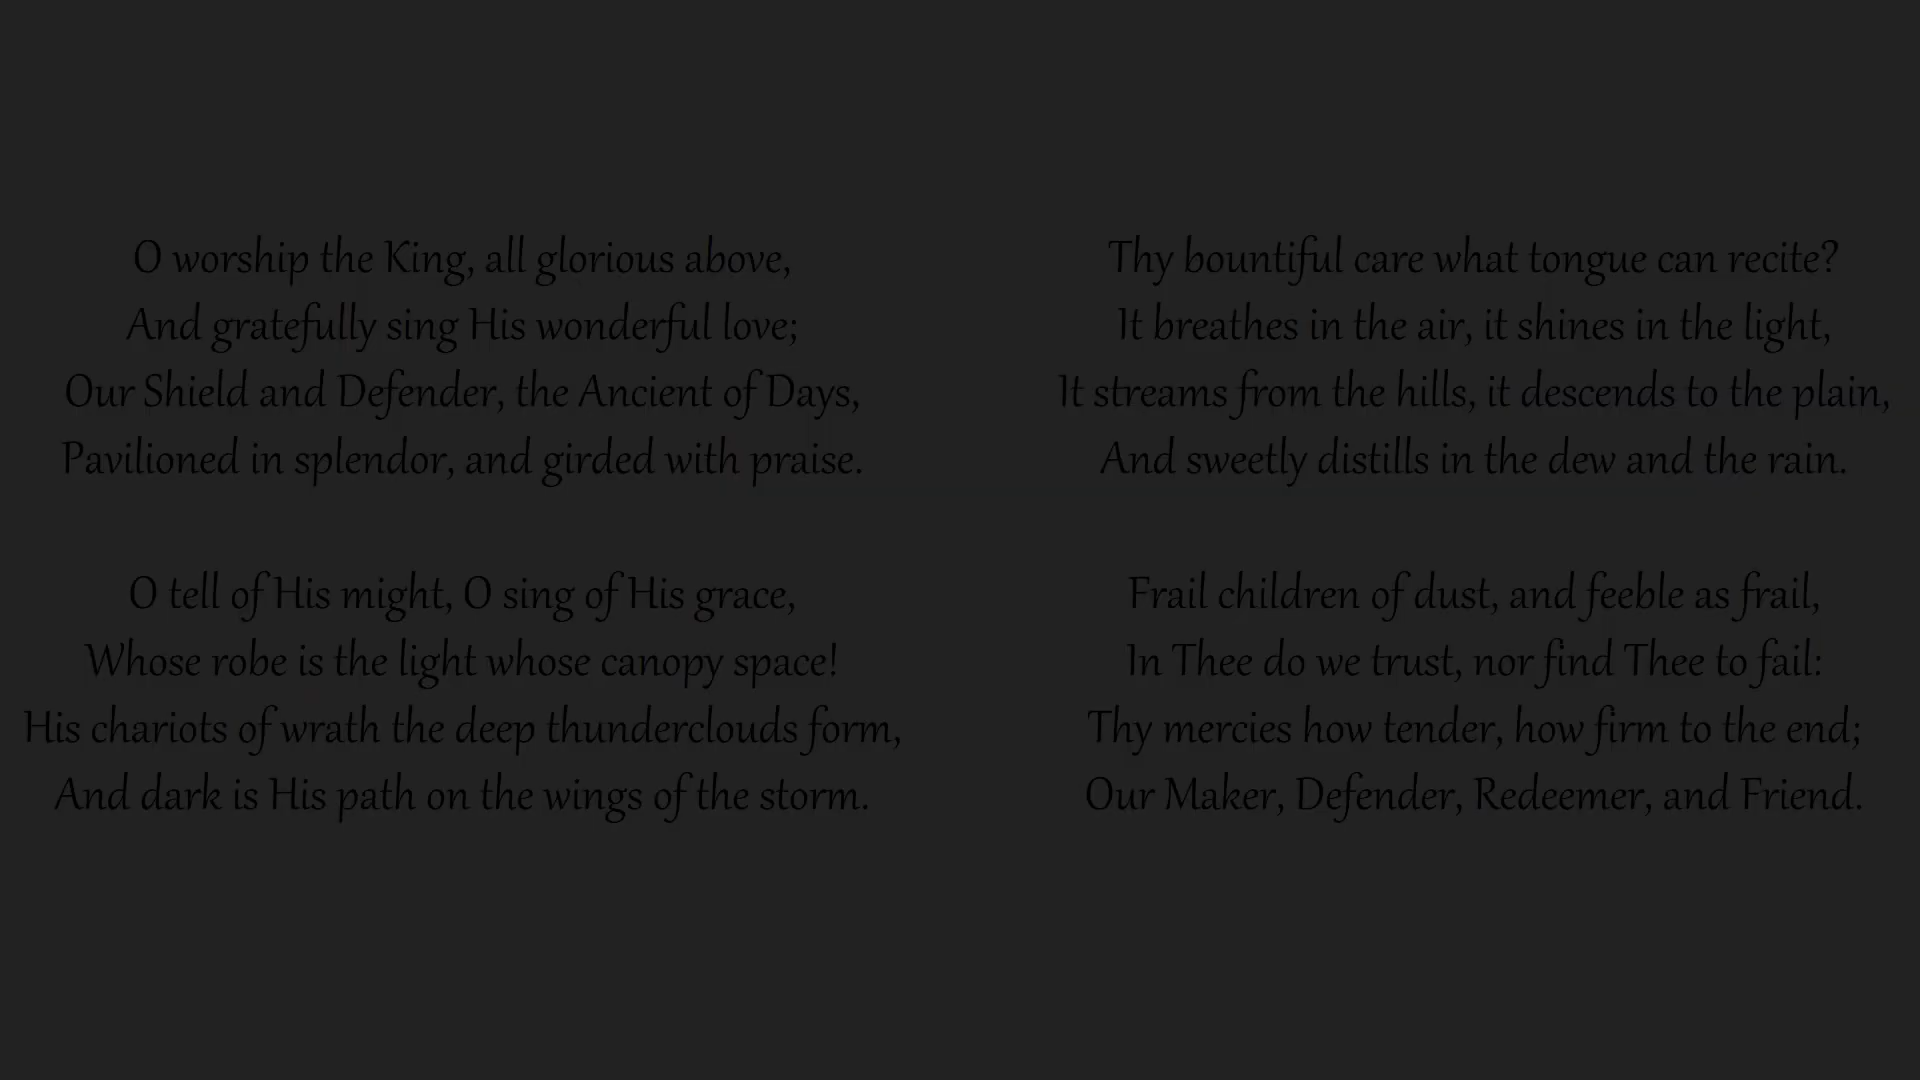 O worship the King, all glorious above,
And gratefully sing His wonderful love;
Our Shield and Defender, the Ancient of Days,
Pavilioned in splendor, and girded with praise.
O tell of His might, O sing of His grace,
Whose robe is the light whose canopy space!
His chariots of wrath the deep thunderclouds form,
And dark is His path on the wings of the storm.
Thy bountiful care what tongue can recite?
It breathes in the air, it shines in the light,
It streams from the hills, it descends to the plain,
And sweetly distills in the dew and the rain.
Frail children of dust, and feeble as frail,
In Thee do we trust, nor find Thee to fail:
Thy mercies how tender, how firm to the end;
Our Maker, Defender, Redeemer, and Friend.